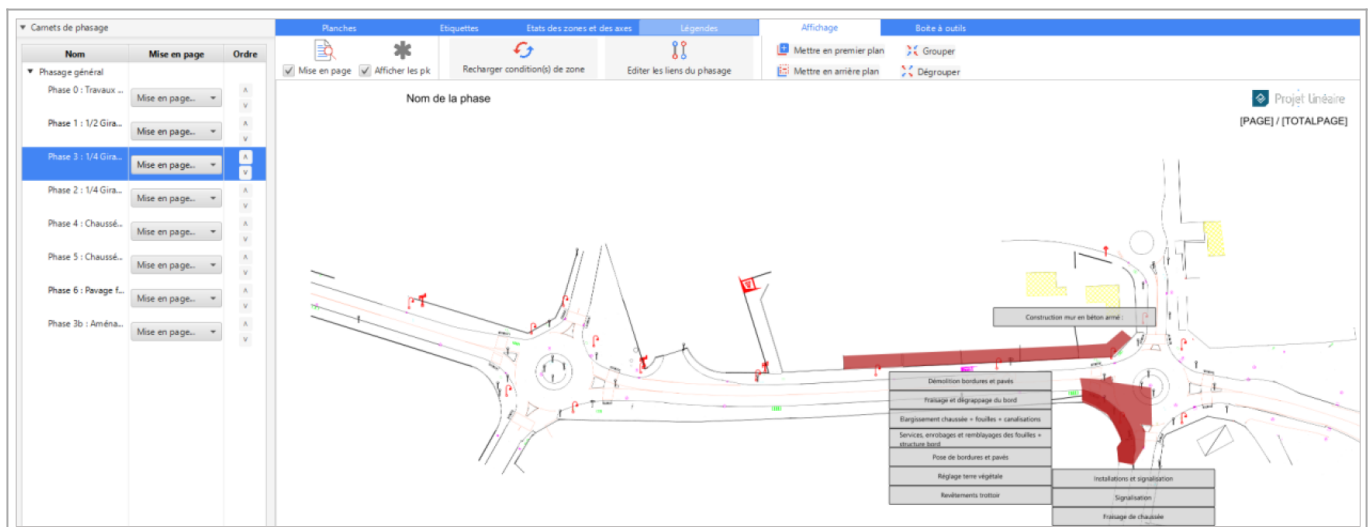 Carnets de phasage
Planches
Etiquettes
Etats des zones et des axes
Légendes
Affichage
Boite à outils
Nom
Mise en page
Ordre
Mise en page
Afficher les pk
Recharger condition(s) de zone
Editer les liens du phasage
Mettre en premier plan
Grouper
Mettre en arrière plan
Dégrouper
Phasage général
Phase 0 : Travaux ...
Mise en page...
Phase 1 : 1/2 Gira...
Mise en page...
Phase 3 : 1/4 Gira...
Mise en page...
Phase 2 : 1/4 Gira...
Mise en page...
Phase 4 : Chaussé...
Mise en page...
Phase 5 : Chaussé...
Mise en page...
Phase 6 : Pavage f...
Mise en page...
Phase 3b : Aména...
Mise en page...
Nom de la phase
Projet linéaire
[PAGE] / [TOTALPAGE]
Construction mur en béton armé :
Démolition bordures et pavés
Fraisage et dégrappage du bord
Elargissement chaussée + fouilles + canalisations
Services, enrobages et remblayages des fouilles +
structure bord
Pose de bordures et pavés
Réglage terre végétale
Revêtements trottoir
Installations et signalisation
Signalisation
Fraisage de chaussée